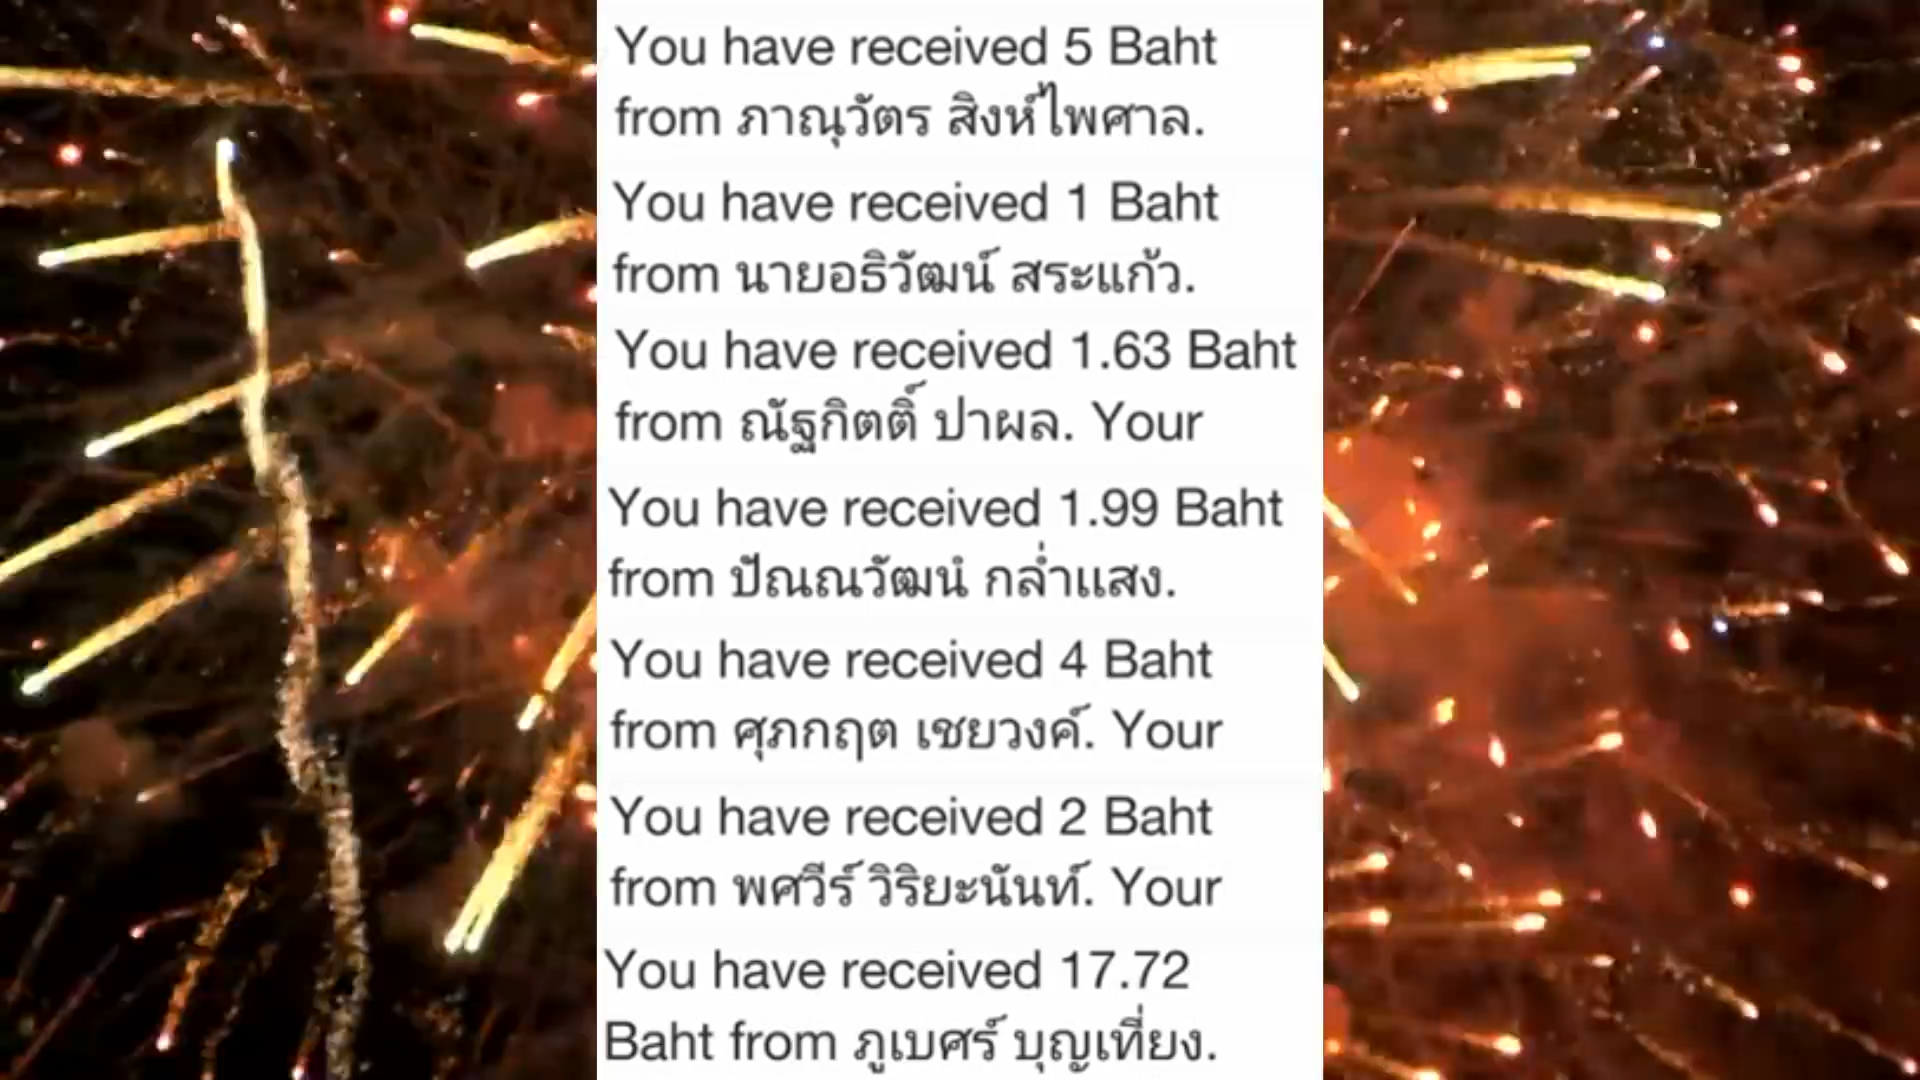 You have received 5 Baht
from ภาณุวัตร สิงห์ไพศาล.
You have received 1 Baht
from นายอธิวัฒน์ สระแก้ว.
You have received 1.63 Baht
from ณัฐกิตติ์ ปาผล. Your
You have received 1.99 Baht
from ปัณณวัฒน์ กล่ำแสง.
You have received 4 Baht
from ศุภกฤต เชยวงค์. Your
You have received 2 Baht
from พศวีร์ วิริยะนันท์. Your
You have received 17.72
Baht from ภูเบศร์ บุญเที่ยง.